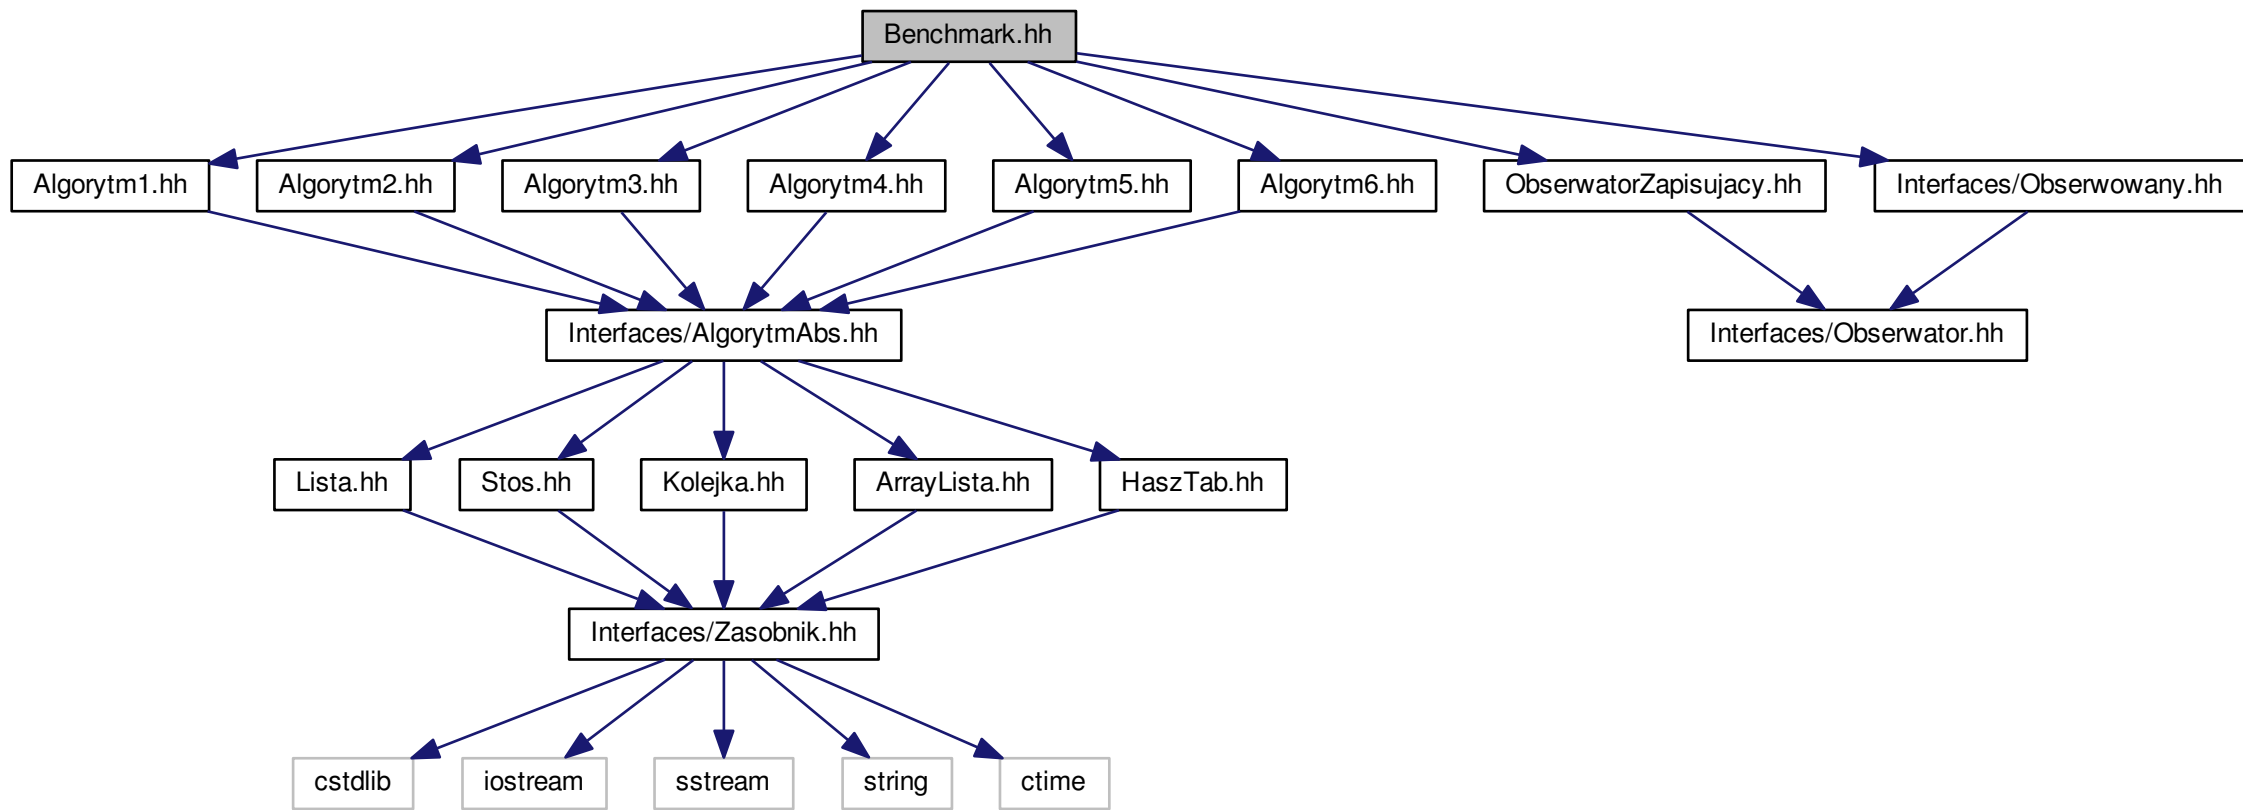 Benchmark.hh
Algorytm1.hh
Algorytm2.hh
Algorytm3.hh
Algorytm4.hh
Algorytm5.hh
Algorytm6.hh
ObserwatorZapisujacy.hh
Interfaces/Obserwowany.hh
Interfaces/AlgorytmAbs.hh
Interfaces/Obserwator.hh
Lista.hh
Stos.hh
Kolejka.hh
ArrayLista.hh
HaszTab.hh
Interfaces/Zasobnik.hh
cstdlib
iostream
sstream
string
ctime